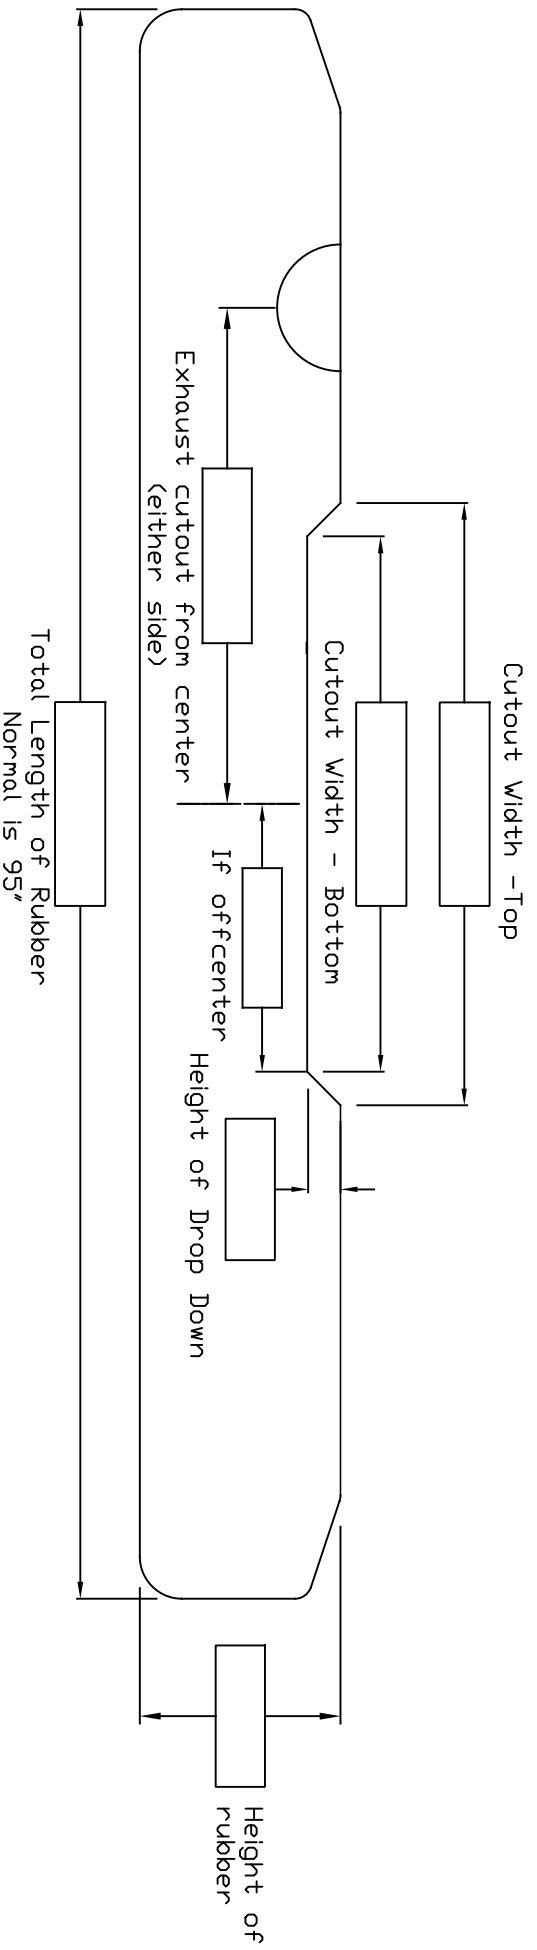 Cutout Width -Top
Cutout Width - Bottom
Exhaust cutout from center
(either side)
If offcenter
Height of Drop Down
Height of
rubber
Total Length of Rubber
Normal is 95"